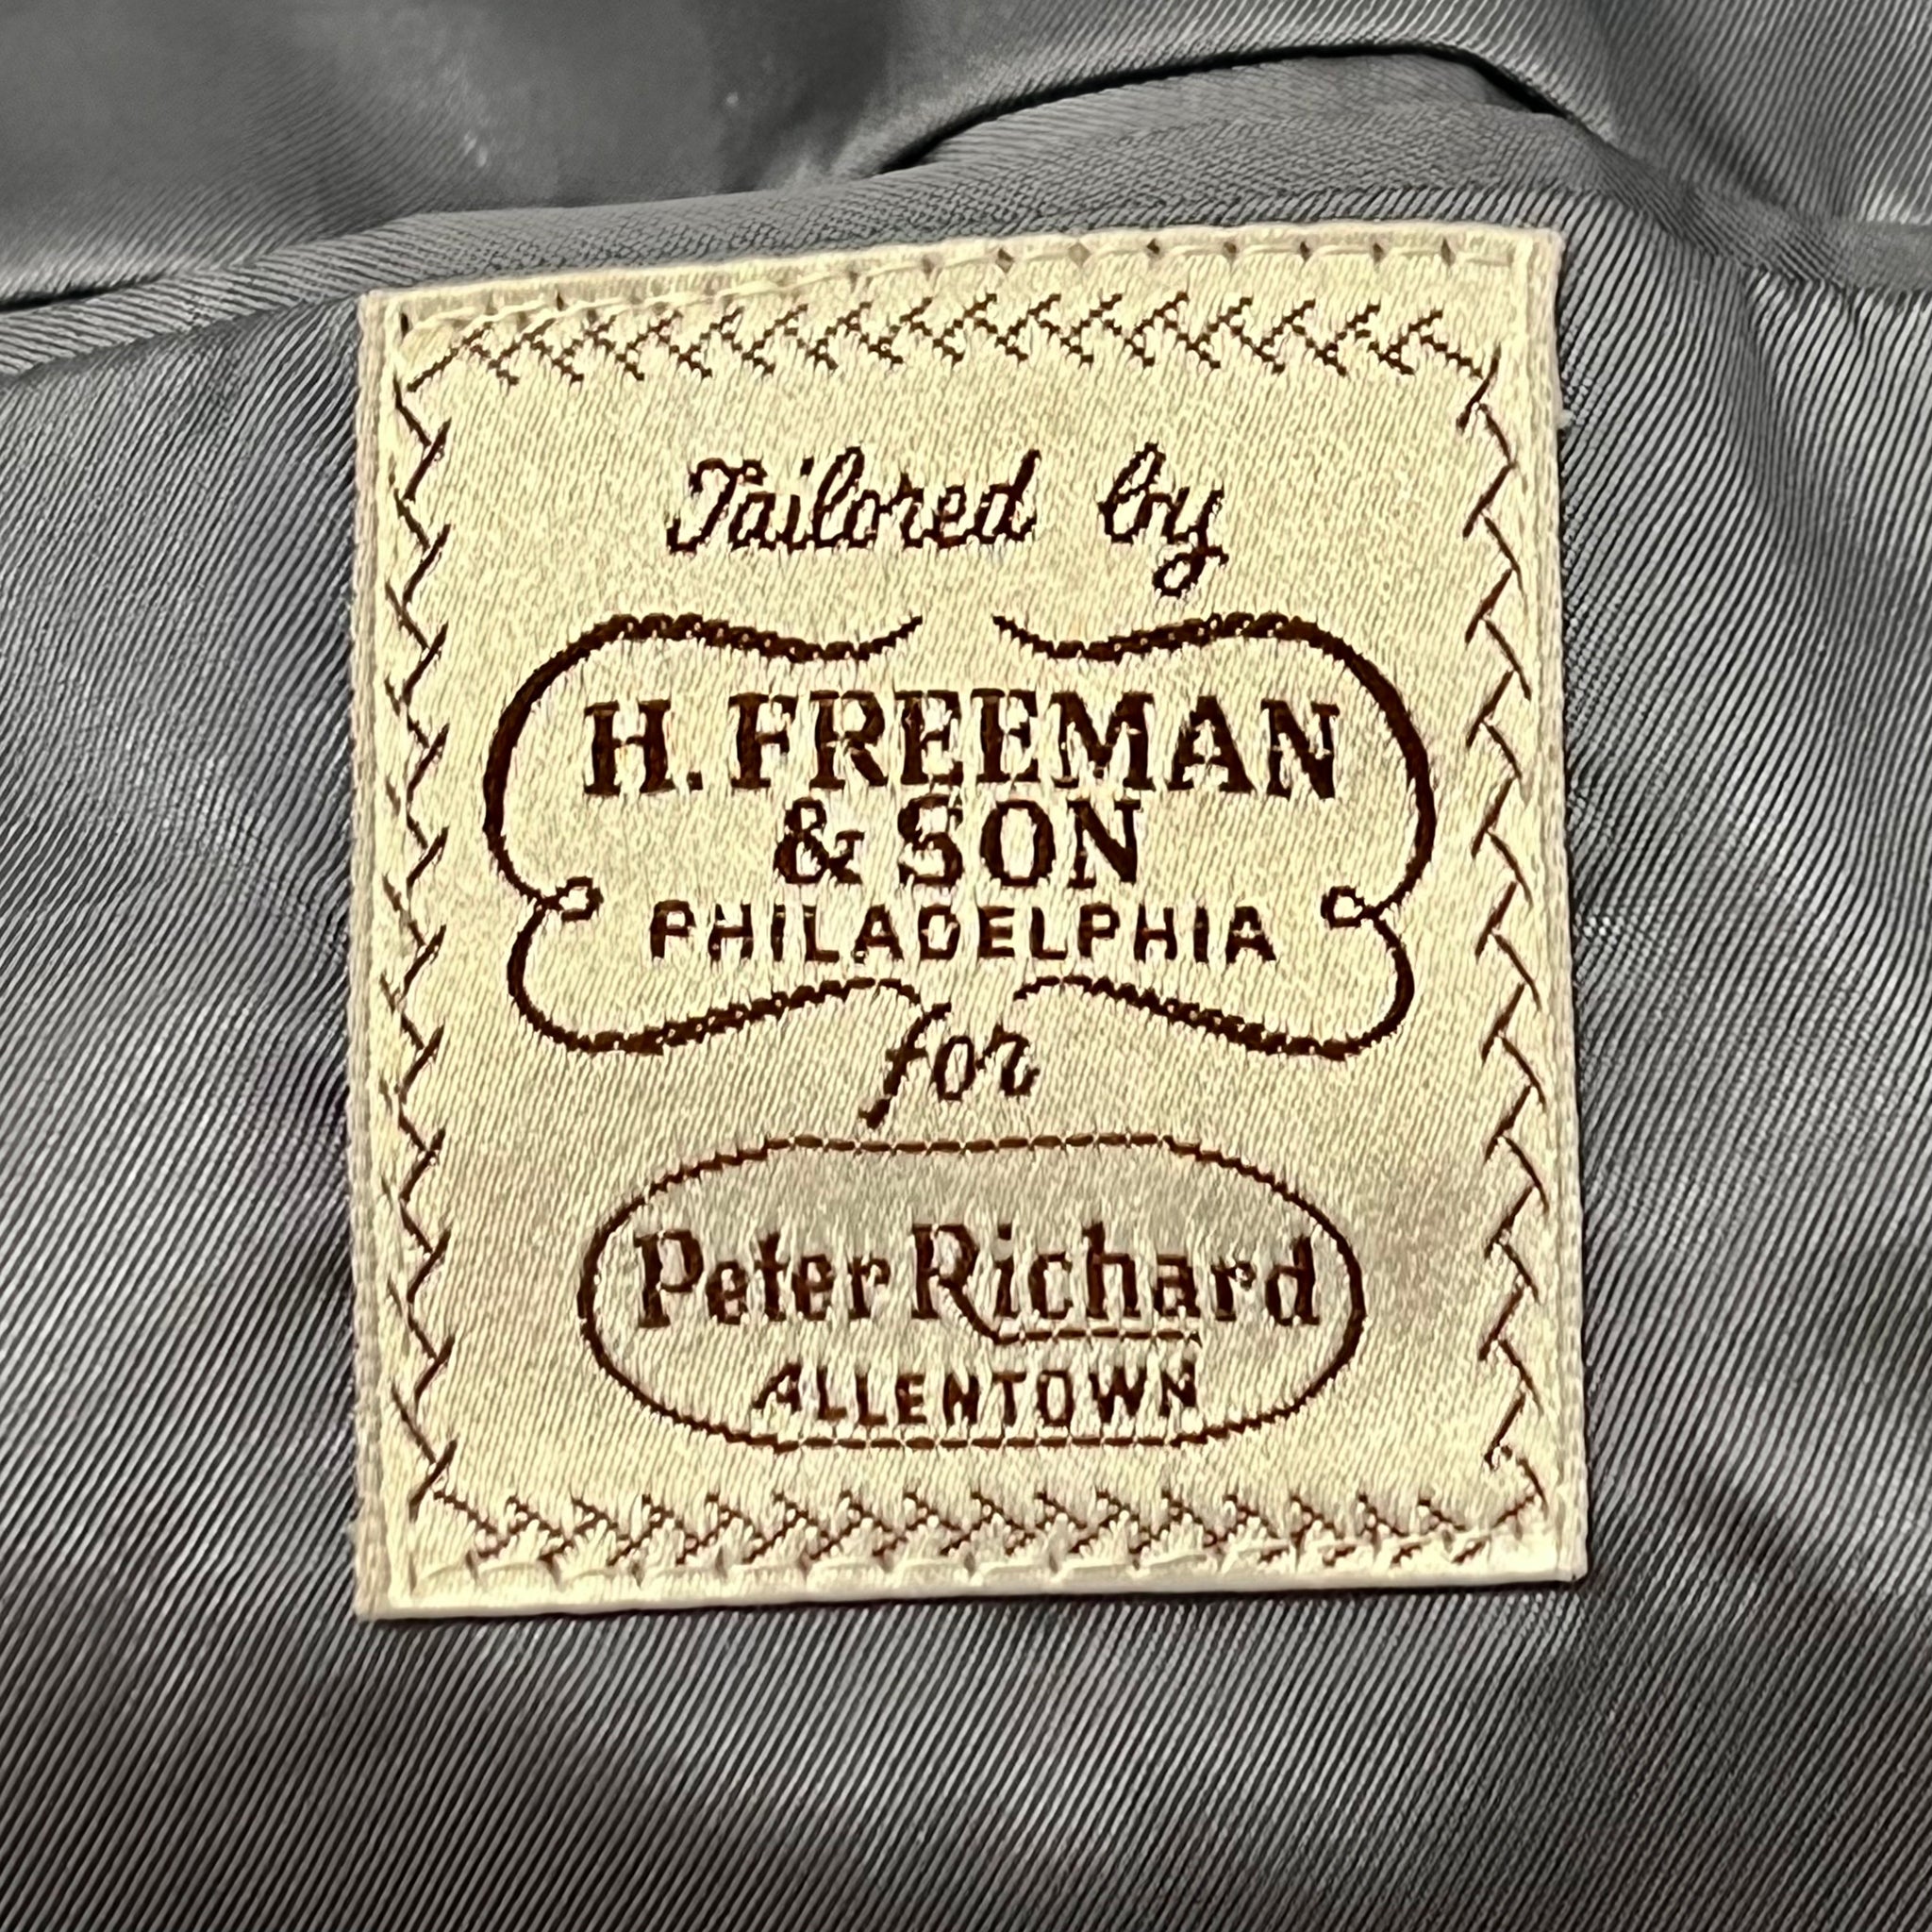 Tailored by
H. FREEMAN
& SON
PHILADELPHIA
for
Peter Richard
ALLENTOWN